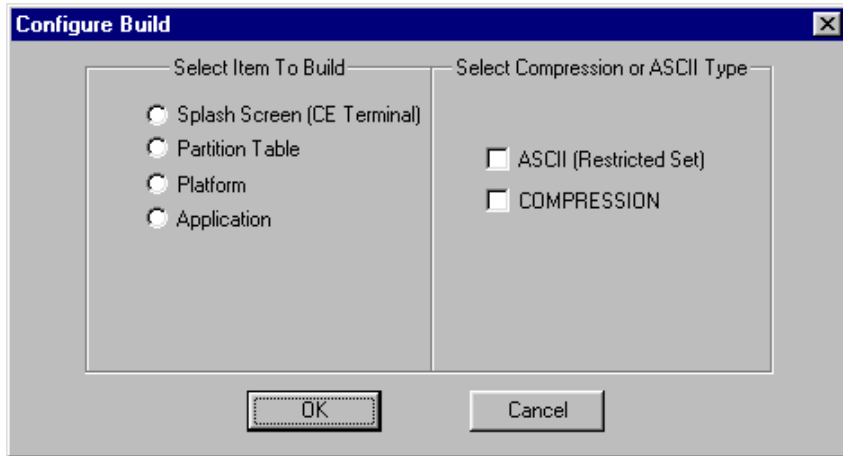 Configure Build
Select Item To Build
Splash Screen (CE Terminal)
Partition Table
Platform
Application
Select Compression or ASCII Type
ASCII (Restricted Set)
COMPRESSION
OK
Cancel